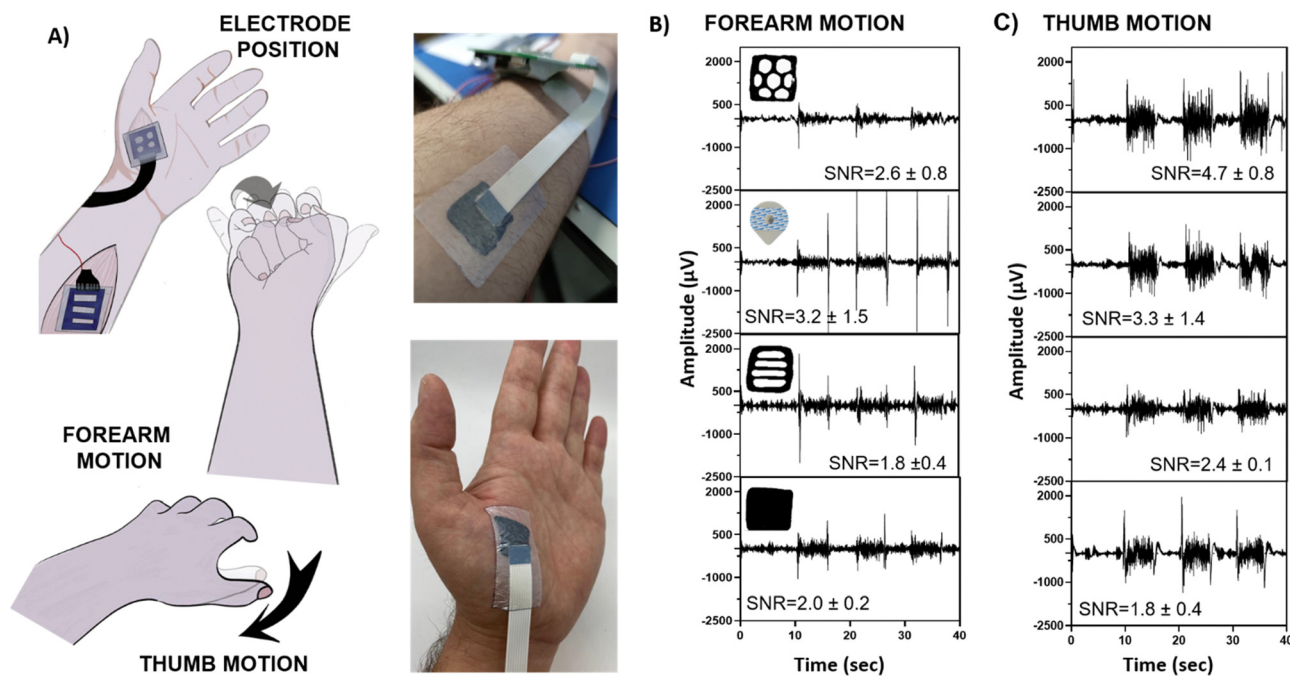 A)
ELECTRODE
POSITION
FOREARM
MOTION
THUMB MOTION
B)
FOREARM MOTION
Amplitude (µV)
2000
500
-1000
-2500
SNR=2.6 ± 0.8
2000
500
-1000
-2500
SNR=3.2 ± 1.5
2000
500
-1000
-2500
SNR=1.8 ±0.4
2000
500
-1000
-2500
SNR=2.0 ± 0.2
0 10 20 30 40
Time (sec)
C)
THUMB MOTION
Amplitude (µV)
2000
500
-1000
-2500
SNR=4.7 ± 0.8
2000
500
-1000
-2500
SNR=3.3 ± 1.4
2000
500
-1000
-2500
SNR=2.4 ± 0.1
2000
500
-1000
-2500
SNR=1.8 ± 0.4
0 10 20 30 40
Time (sec)